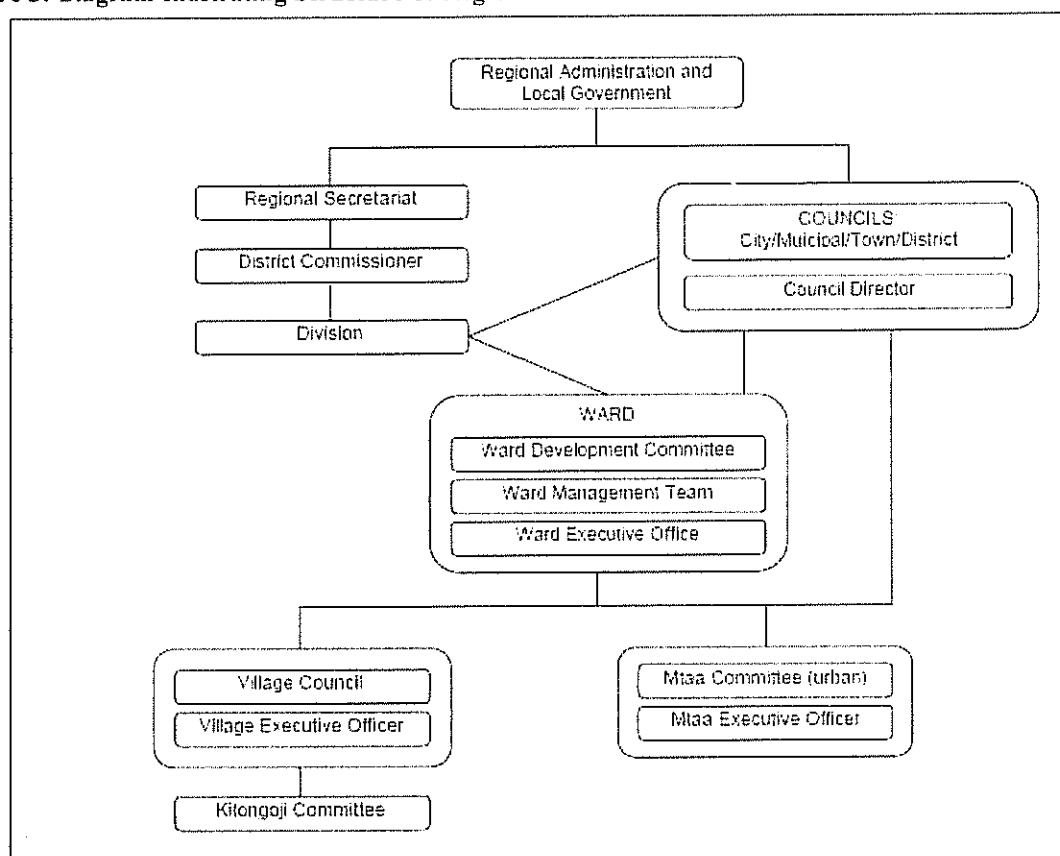 Regional Administration and
Local Government
Regional Secretariat
COUNCILS
City/Muicipal/Town/District
District Commissioner
Council Director
Division
WARD
Ward Development Committee
Ward Management Team
Ward Executive Office
Village Council
Village Executive Officer
Mtaa Committee (urban)
Mtaa Executive Officer
Kitongoji Committee